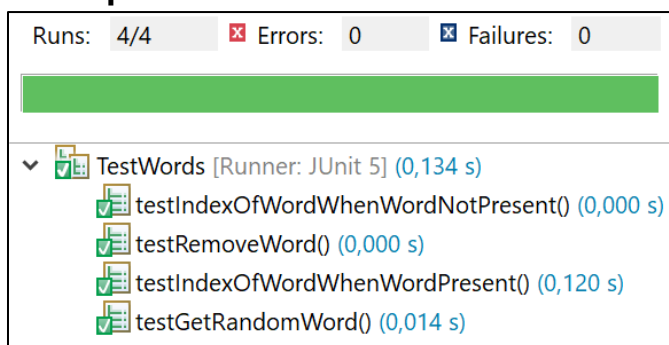 Runs: 4/4 Errors: 0 Failures: 0
TestWords [Runner: JUnit 5] (0,134 s)
testIndexOfWordWhenWordNotPresent() (0,000 s)
testRemoveWord() (0,000 s)
testIndexOfWordWhenWordPresent() (0,120 s)
testGetRandomWord() (0,014 s)